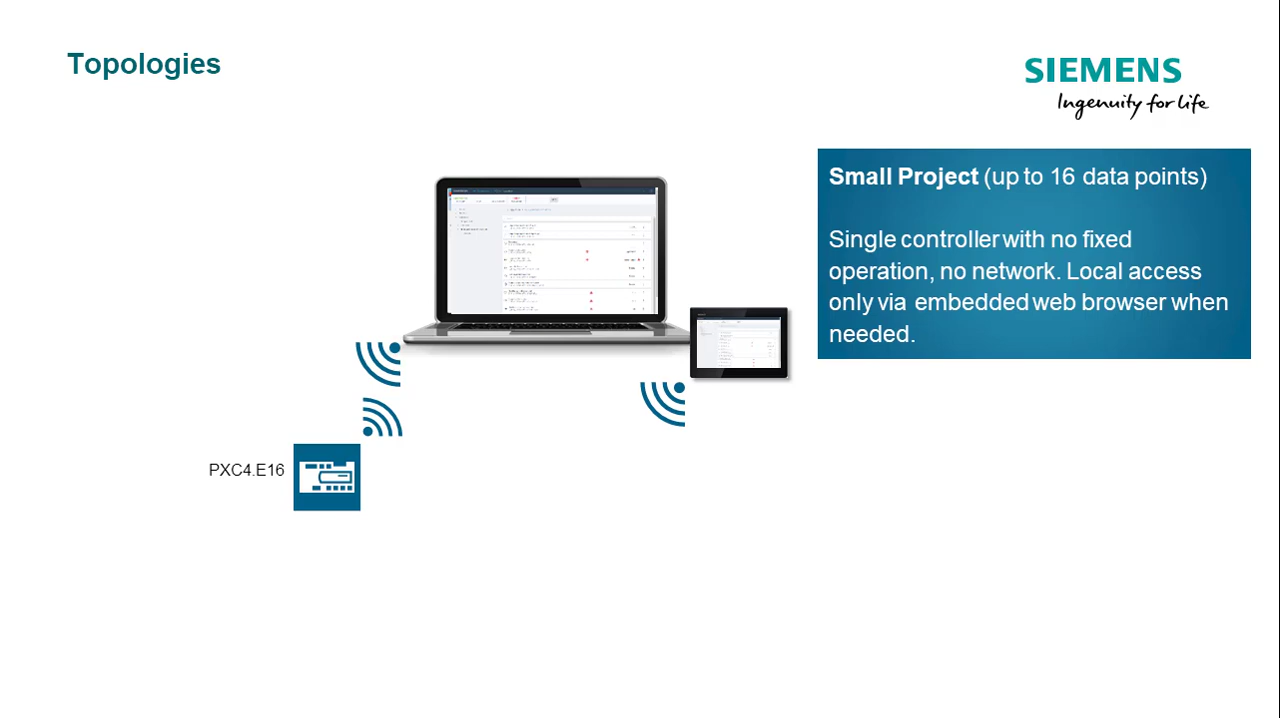 Topologies
SIEMENS
Ingenuity for life
Small Project (up to 16 data points)
Single controller with no fixed
operation, no network. Local access
only via embedded web browser when
needed.
PXC4.E16